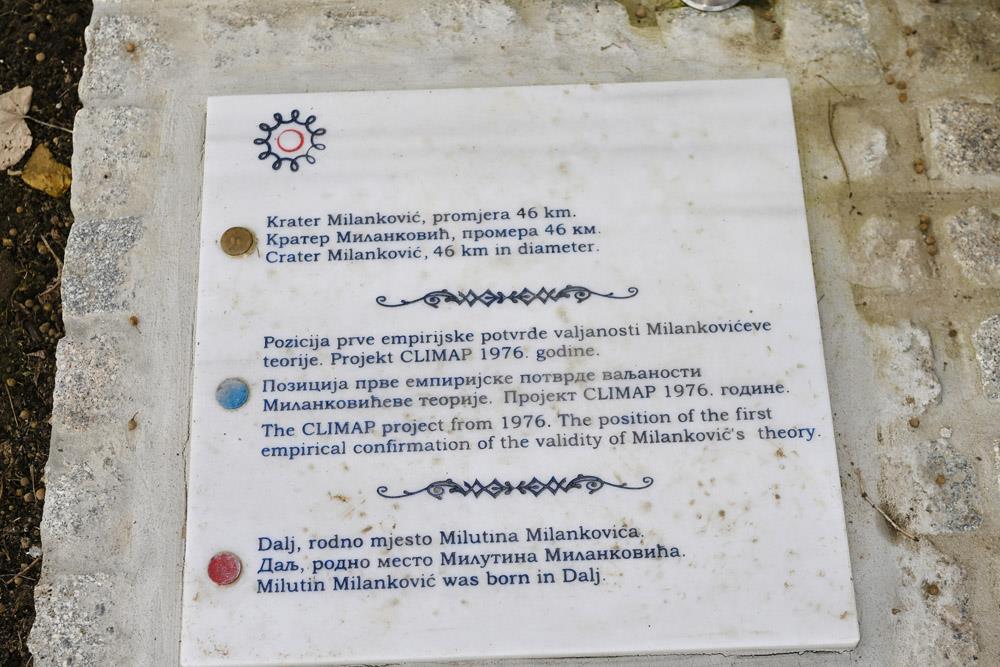 Krater Milanković, promjera 46 km.
Кратер Миланковић, промера 46 км.
Crater Milanković, 46 km in diameter.
Pozicija prve empirijske potvrde valjanosti Milankovićeve
teorije. Projekt CLIMAP 1976. godine.
Позиција прве емпиријске потврде ваљаности
Миланковићеве теорије. Пројект CLIMAP 1976. године.
The CLIMAP project from 1976. The position of the first
empirical confirmation of the validity of Milanković's theory.
Dalj, rodno mjesto Milutina Milankovića.
Даљ, родно место Милутина Миланковића.
Milutin Milanković was born in Dalj.